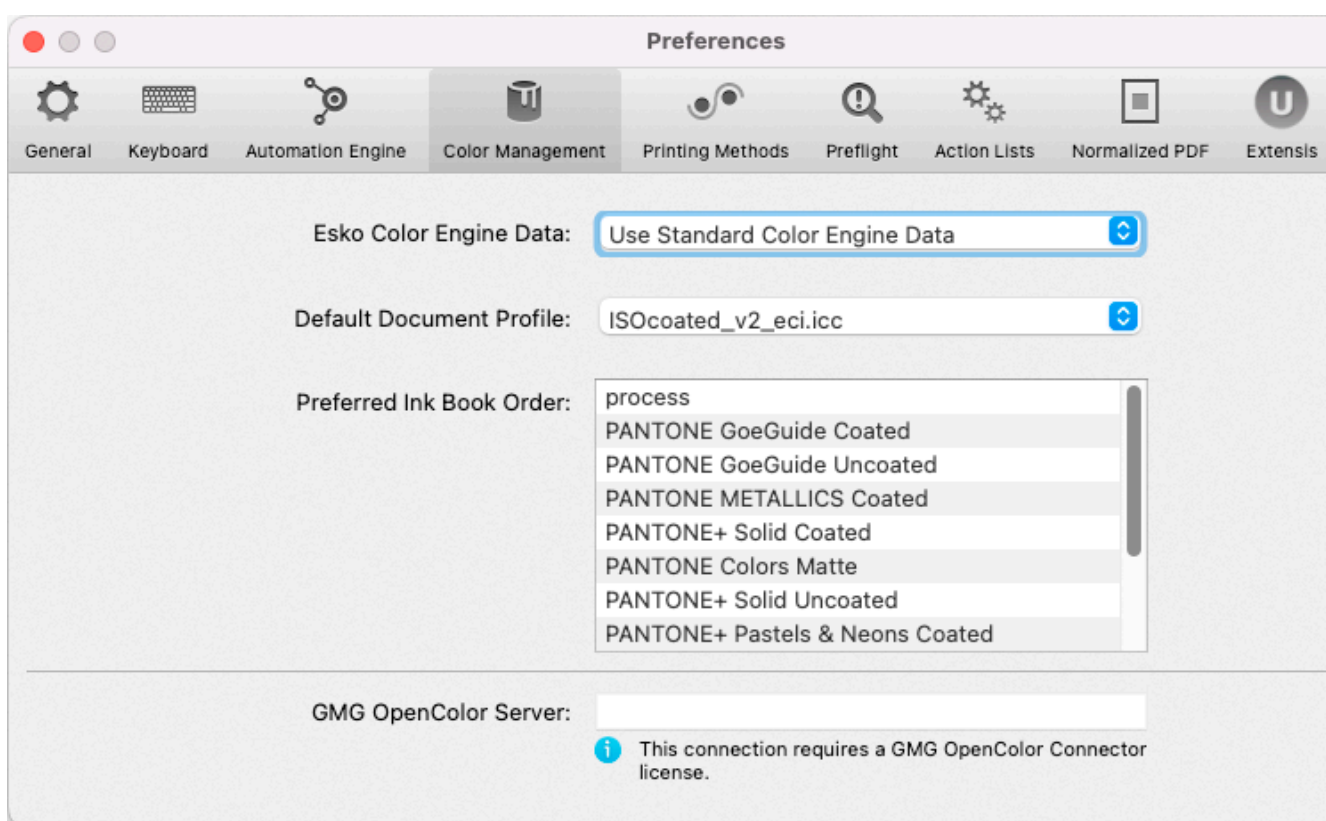 Preferences
General Keyboard Automation Engine Color Management Printing Methods Preflight Action Lists Normalized PDF Extensis
Esko Color Engine Data: Use Standard Color Engine Data
Default Document Profile: ISOcoated_v2_eci.icc
Preferred Ink Book Order: process
PANTONE GoeGuide Coated
PANTONE GoeGuide Uncoated
PANTONE METALLICS Coated
PANTONE+ Solid Coated
PANTONE Colors Matte
PANTONE+ Solid Uncoated
PANTONE+ Pastels & Neons Coated
GMG OpenColor Server:
This connection requires a GMG OpenColor Connector
license.